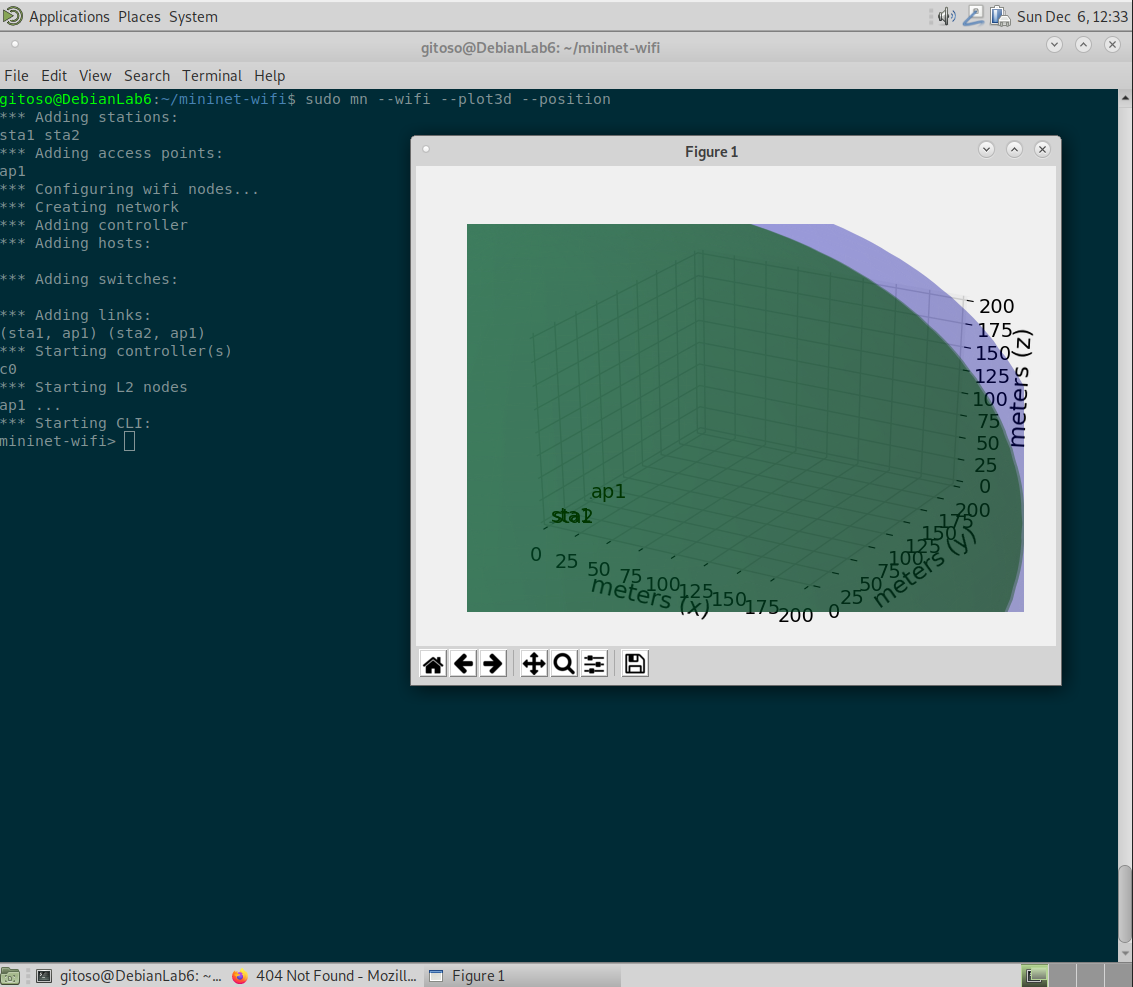 Applications Places System
Sun Dec 6, 12:33
gitoso@DebianLab6: ~/mininet-wifi
File Edit View Search Terminal Help
gitoso@DebianLab6:~/mininet-wifi$ sudo mn --wifi --plot3d --position
*** Adding stations:
sta1 sta2
*** Adding access points:
ap1
*** Configuring wifi nodes...
*** Creating network
*** Adding controller
*** Adding hosts:
*** Adding switches:
*** Adding links:
(sta1, ap1) (sta2, ap1)
*** Starting controller(s)
c0
*** Starting L2 nodes
ap1 ...
*** Starting CLI:
mininet-wifi>
Figure 1
200
175
150
125
100
75
50
25
0
meters (z)
ap1
0
25
50
75
100
125
150
175
200
meters (x)
0
25
50
75
100
125
150
175
200
meters (y)
gitoso@DebianLab6: ~...
404 Not Found - Mozill...
Figure 1